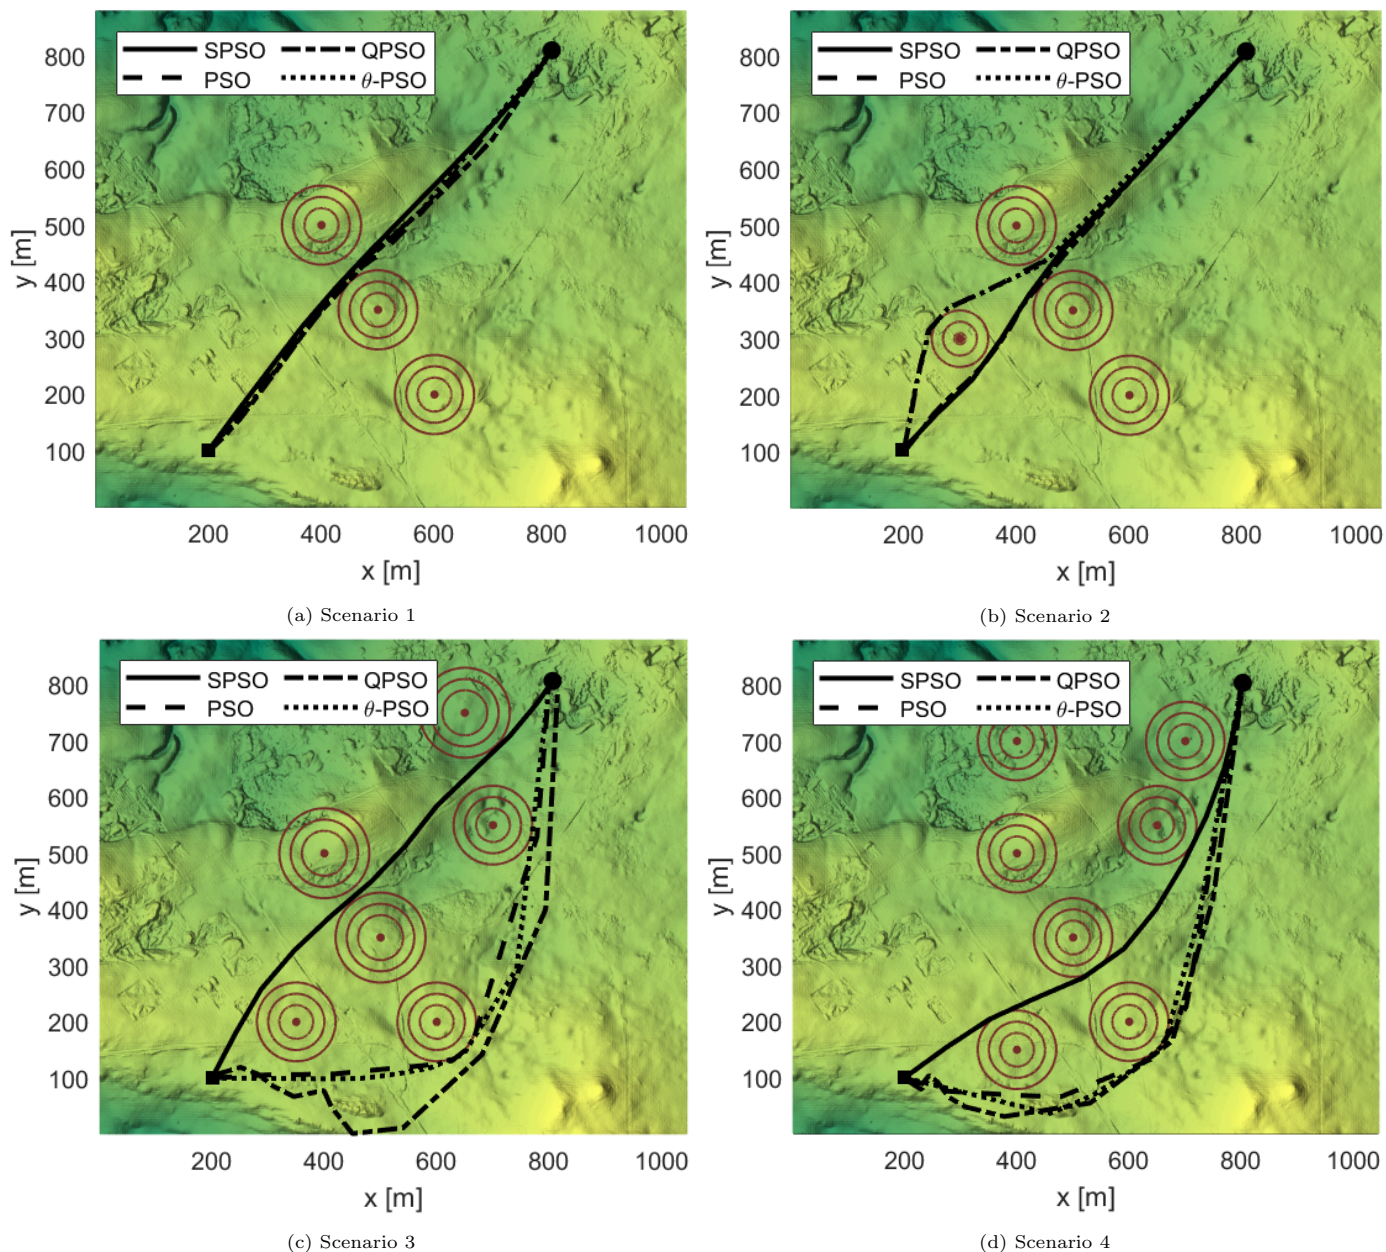 SPSO QPSO
PSO θ-PSO
800
700
600
500
400
300
200
100
y [m]
200 400 600 800 1000
x [m]
(a) Scenario 1
SPSO QPSO
PSO θ-PSO
800
700
600
500
400
300
200
100
y [m]
200 400 600 800 1000
x [m]
(b) Scenario 2
SPSO QPSO
PSO θ-PSO
800
700
600
500
400
300
200
100
y [m]
200 400 600 800 1000
x [m]
(c) Scenario 3
SPSO QPSO
PSO θ-PSO
800
700
600
500
400
300
200
100
y [m]
200 400 600 800 1000
x [m]
(d) Scenario 4